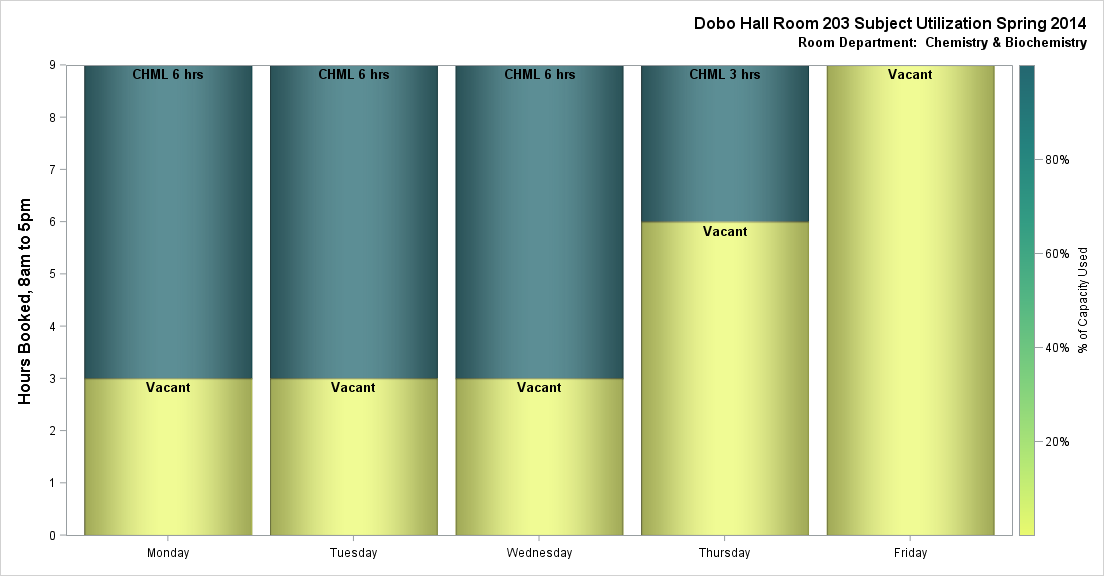 Dobo Hall Room 203 Subject Utilization Spring 2014
Room Department:  Chemistry & Biochemistry
Hours Booked, 8am to 5pm
9
8
7
6
5
4
3
2
1
0
CHML 6 hrs
CHML 6 hrs
CHML 6 hrs
CHML 3 hrs
Vacant
Vacant
Vacant
Vacant
Vacant
Monday
Tuesday
Wednesday
Thursday
Friday
80%
60%
40%
20%
% of Capacity Used